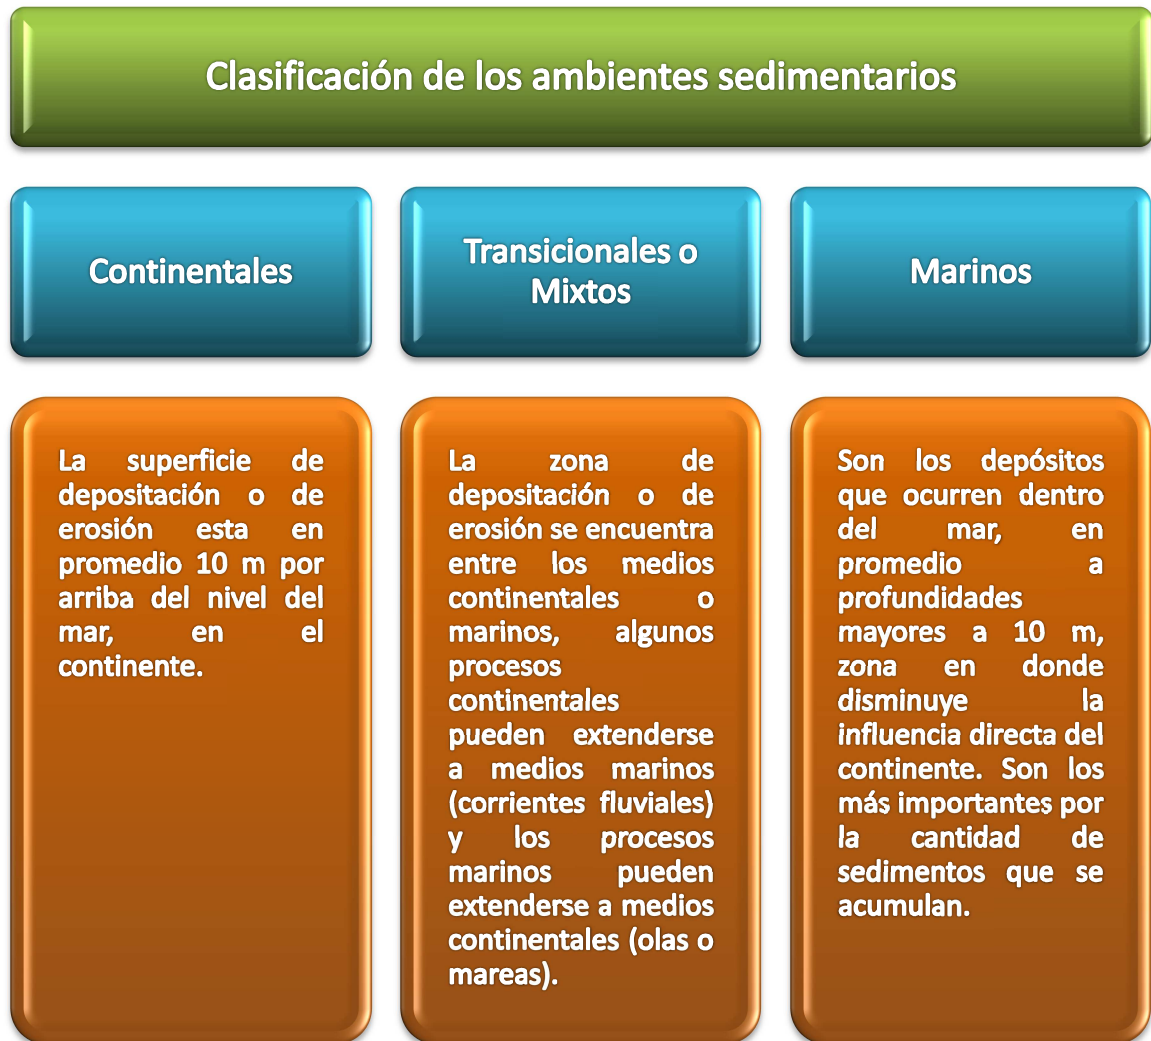 Clasificación de los ambientes sedimentarios
Continentales
Transicionales o
Mixtos
Marinos
La superficie de
depositación o de
erosión esta en
promedio 10 m por
arriba del nivel del
mar, en el
continente.
La zona de
depositación o de
erosión se encuentra
entre los medios
continentales o
marinos, algunos
procesos
continentales
pueden extenderse
a medios marinos
(corrientes fluviales)
y los procesos
marinos pueden
extenderse a medios
continentales (olas o
mareas).
Son los depósitos
que ocurren dentro
del mar, en
promedio a
profundidades
mayores a 10 m,
zona en donde
disminuye la
influencia directa del
continente. Son los
más importantes por
la cantidad de
sedimentos que se
acumulan.